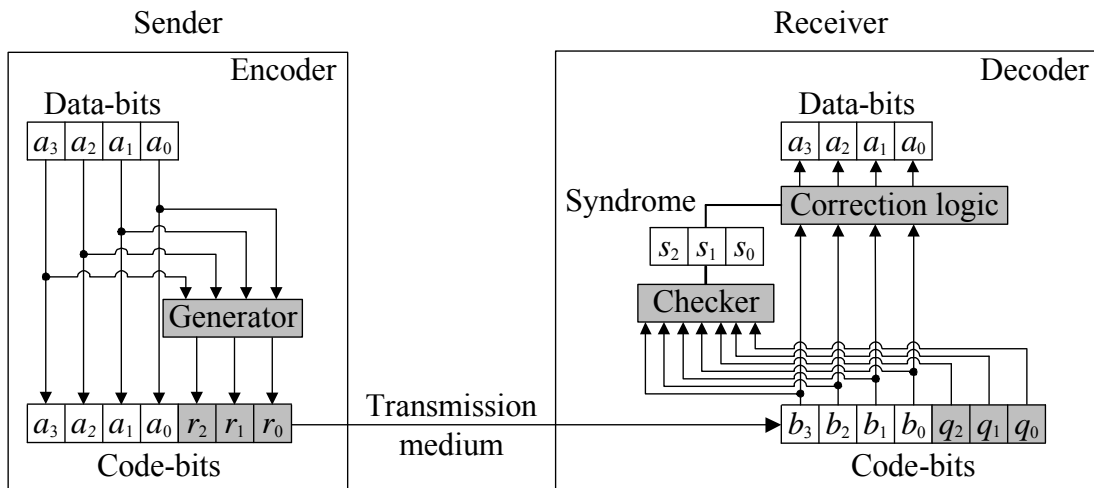 Sender
Encoder
Data-bits
a₃ a₂ a₁ a₀
Generator
a₃ a₂ a₁ a₀ r₂ r₁ r₀
Code-bits
Transmission
medium
Receiver
Decoder
Data-bits
a₃ a₂ a₁ a₀
Correction logic
Syndrome
s₂ s₁ s₀
Checker
b₃ b₂ b₁ b₀ q₂ q₁ q₀
Code-bits